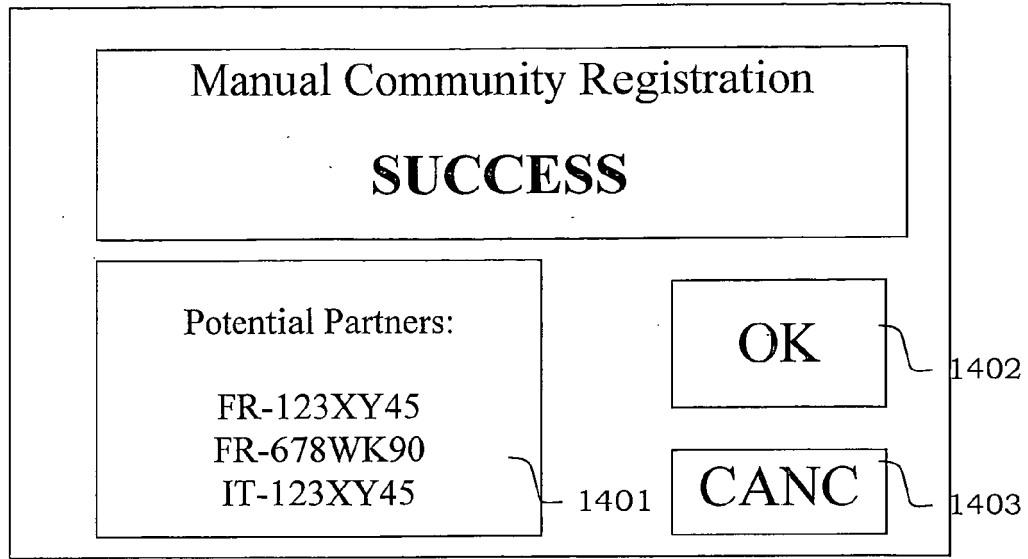 Manual Community Registration
SUCCESS
Potential Partners:
FR-123XY45
FR-678WK90
IT-123XY45
1401
OK
1402
CANC
1403